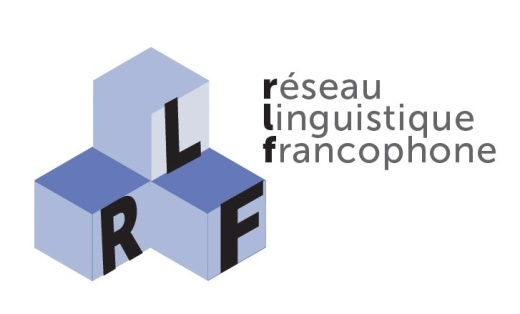 L
R F
réseau
linguistique
francophone